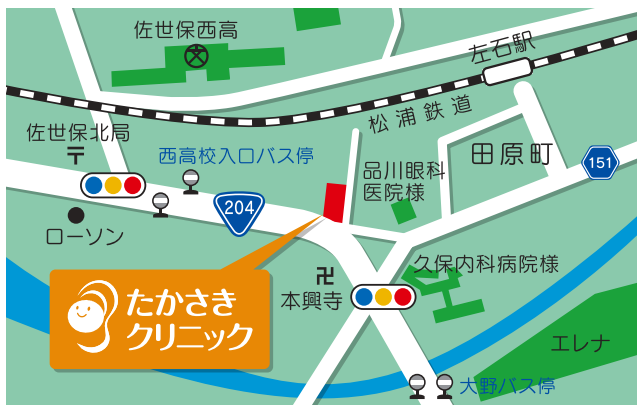 佐世保西高
左石駅
松浦鉄道
佐世保北局
西高校入口バス停
品川眼科
医院様
田原町
151
204
ローソン
久保内科病院様
本興寺
たかさき
クリニック
エレナ
大野バス停